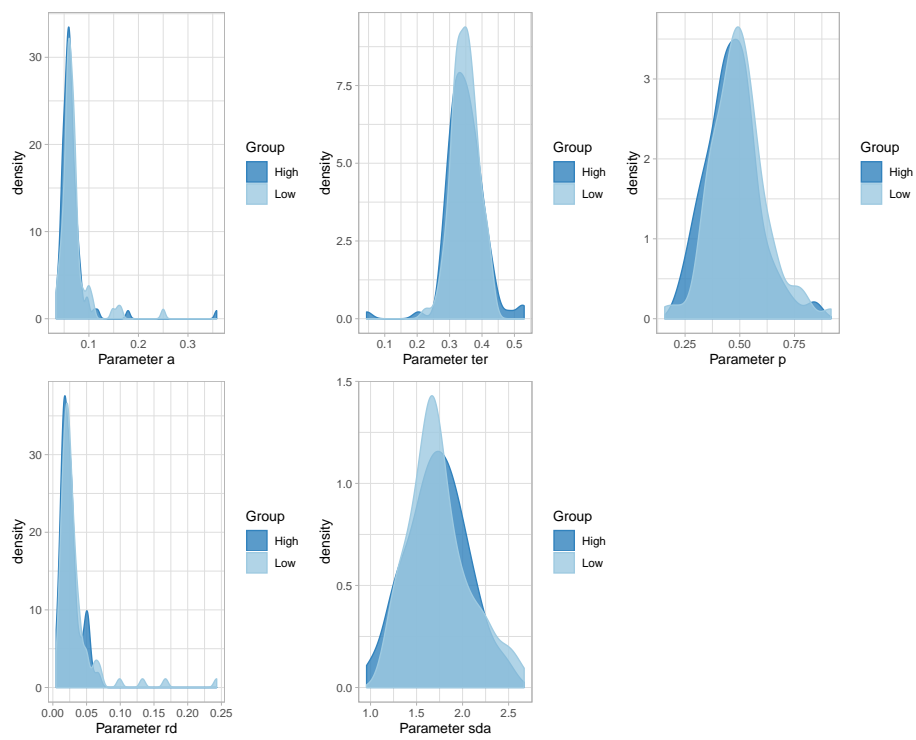 density
30
20
10
0
0.1 0.2 0.3
Parameter a
Group
High
Low
density
7.5
5.0
2.5
0.0
0.1 0.2 0.3 0.4 0.5
Parameter ter
Group
High
Low
density
3
2
1
0
0.25 0.50 0.75
Parameter p
Group
High
Low
density
30
20
10
0
0.00 0.05 0.10 0.15 0.20 0.25
Parameter rd
Group
High
Low
density
1.5
1.0
0.5
0.0
1.0 1.5 2.0 2.5
Parameter sda
Group
High
Low